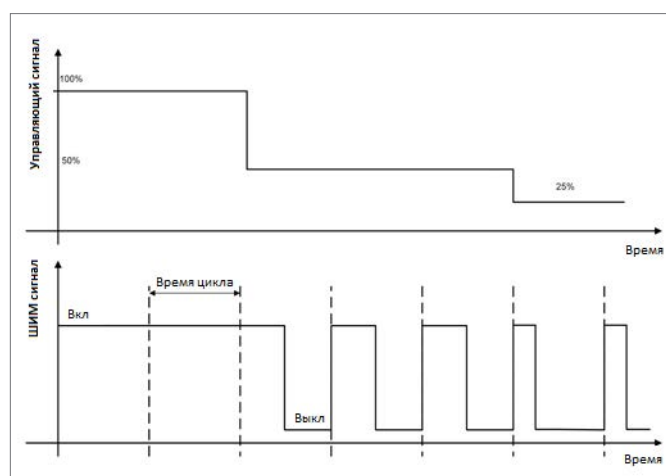 Управляющий сигнал
100%
50%
25%
Время
ШИМ сигнал
Время цикла
Вкл
Выкл
Время